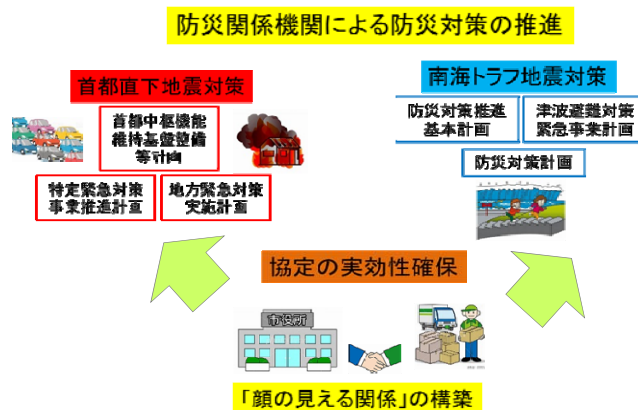 防災関係機関による防災対策の推進
首都直下地震対策
首都中枢機能
維持基盤整備
等計画
特定緊急対策
事業推進計画
地方緊急対策
実施計画
南海トラフ地震対策
防災対策推進
基本計画
津波避難対策
緊急事業計画
防災対策計画
協定の実効性確保
市役所
「顔の見える関係」の構築